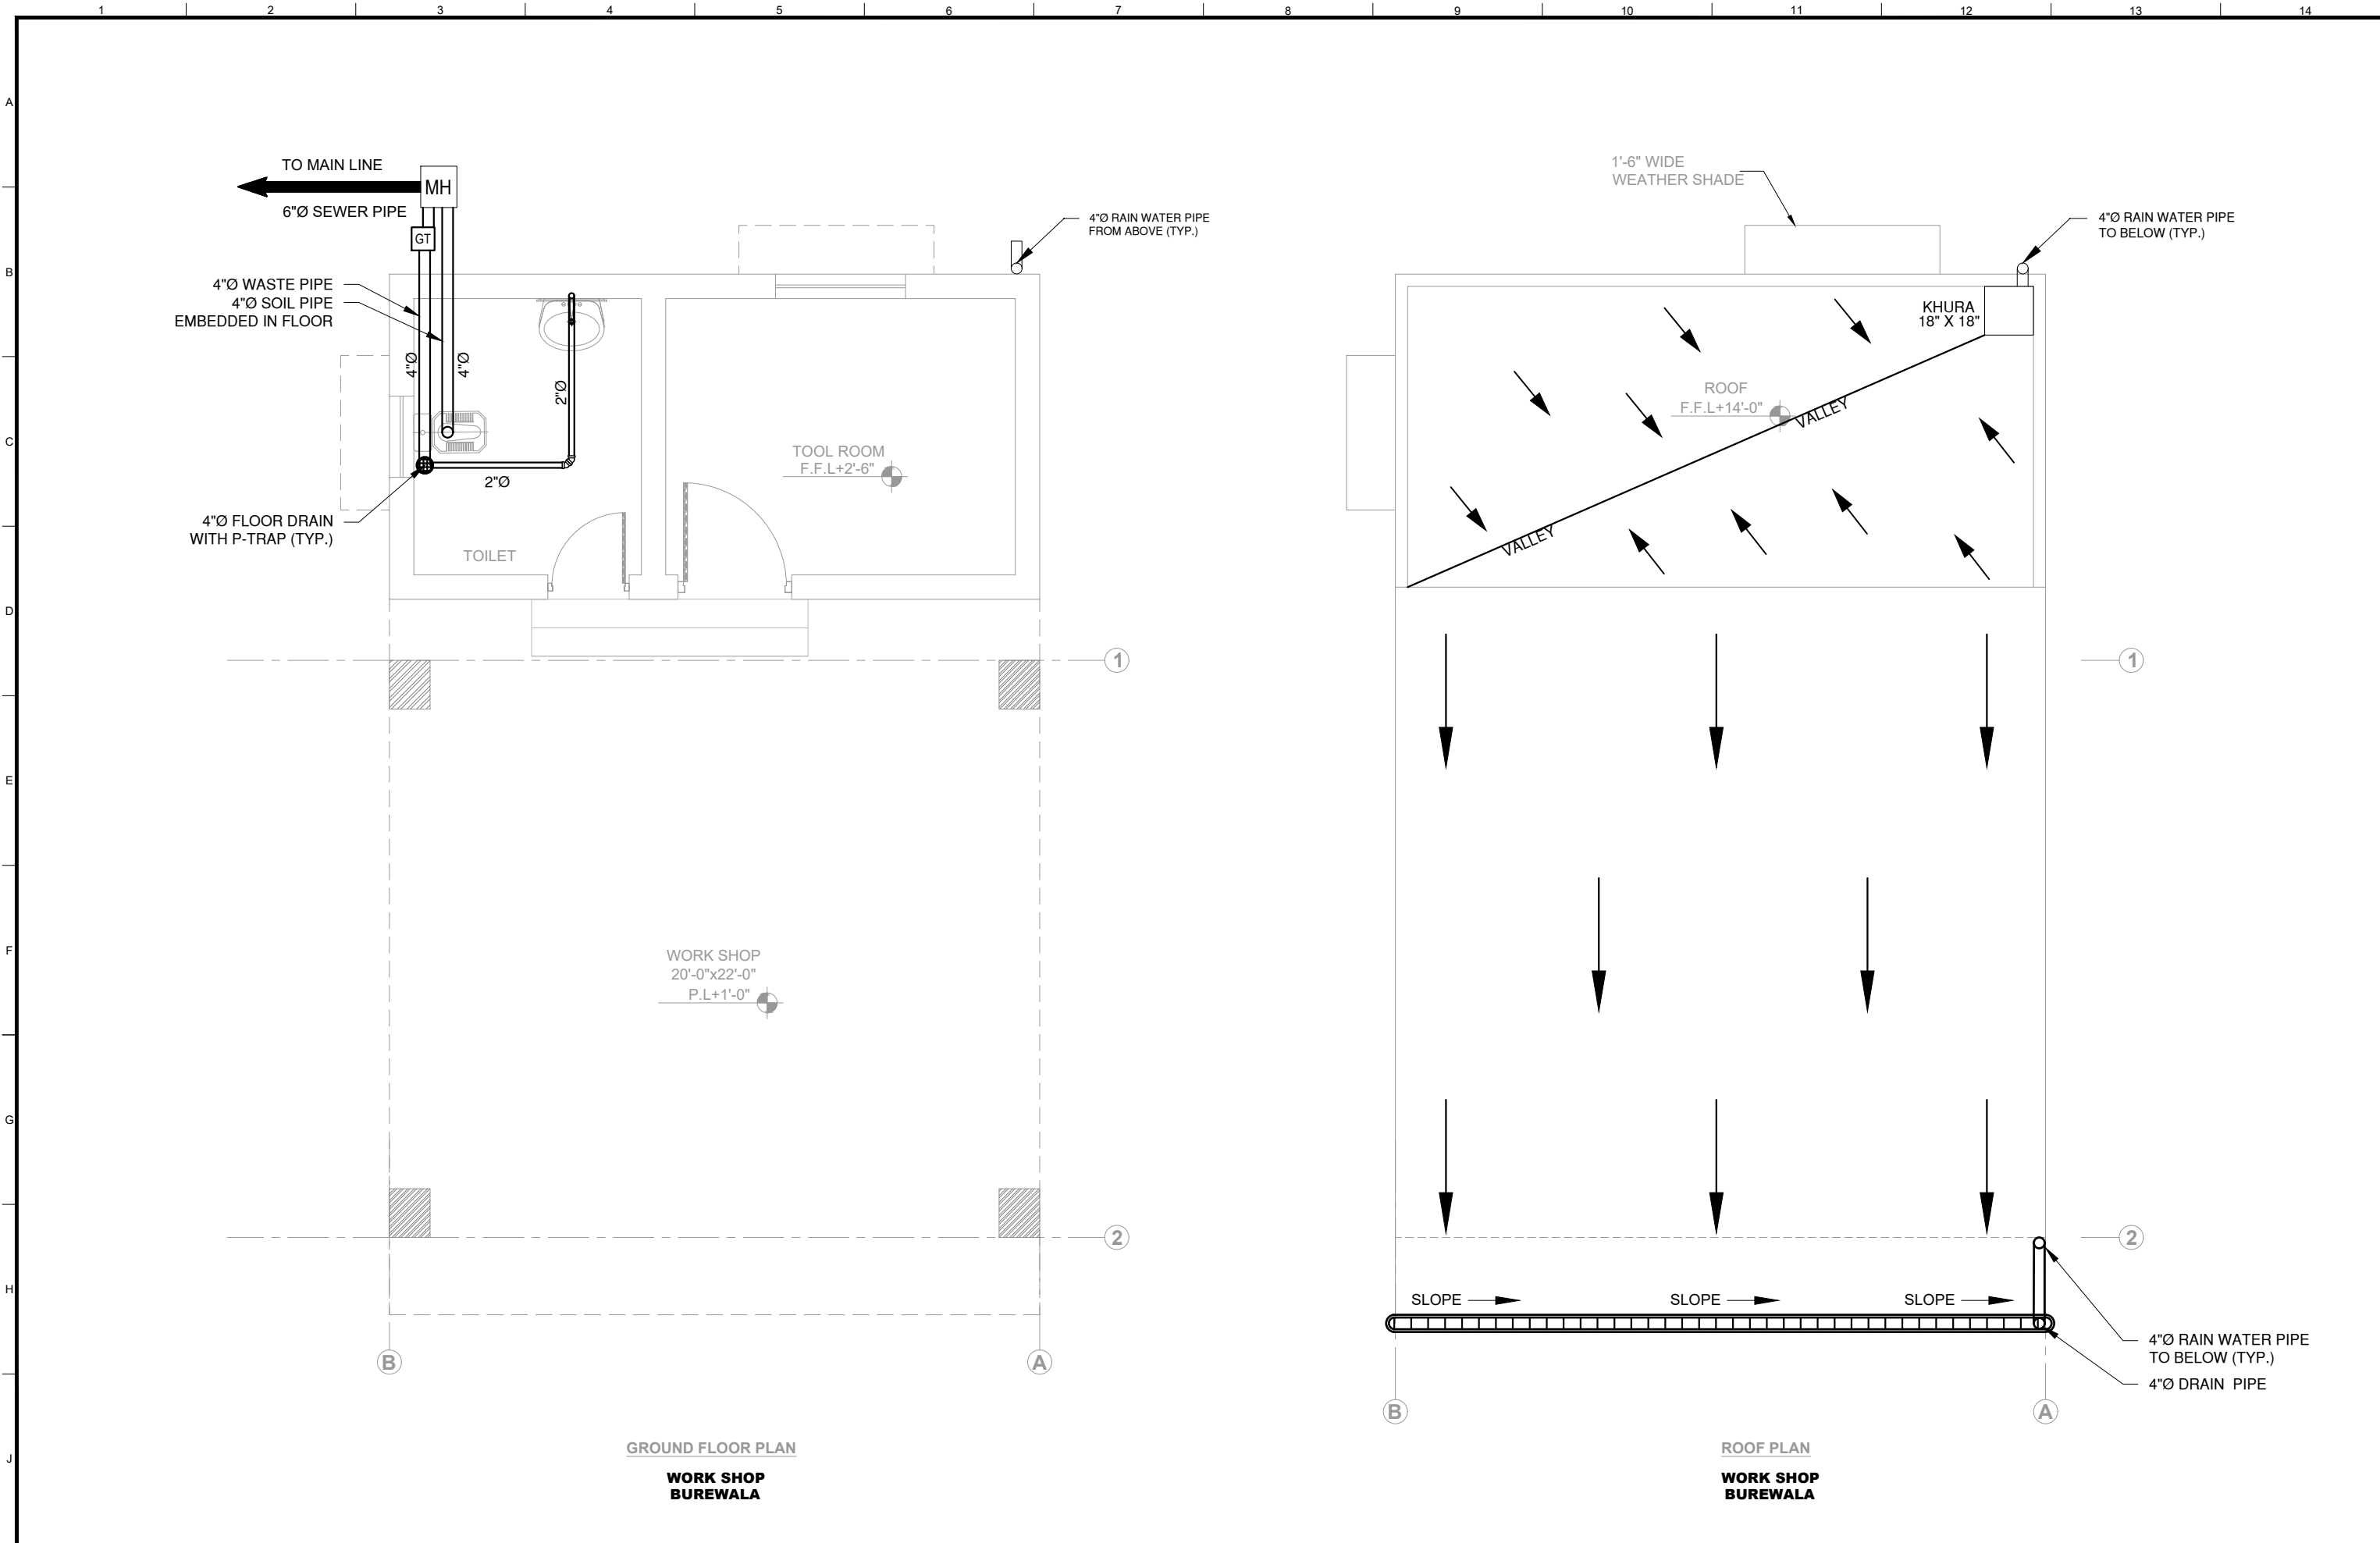 1 2 3 4 5 6 7 8 9 10 11 12 13 14
A
B
C
D
E
F
G
H
J
TO MAIN LINE
MH
6"Ø SEWER PIPE
GT
4"Ø WASTE PIPE
4"Ø SOIL PIPE
EMBEDDED IN FLOOR
4"Ø
4"Ø
2"Ø
2"Ø
4"Ø FLOOR DRAIN
WITH P-TRAP (TYP.)
TOILET
TOOL ROOM
F.F.L+2'-6"
4"Ø RAIN WATER PIPE
FROM ABOVE (TYP.)
1
WORK SHOP
20'-0"x22'-0"
P.L+1'-0"
2
B
A
GROUND FLOOR PLAN
WORK SHOP
BUREWALA
1'-6" WIDE
WEATHER SHADE
4"Ø RAIN WATER PIPE
TO BELOW (TYP.)
KHURA
18" X 18"
ROOF
F.F.L+14'-0"
VALLEY
VALLEY
1
2
SLOPE
SLOPE
SLOPE
4"Ø RAIN WATER PIPE
TO BELOW (TYP.)
4"Ø DRAIN PIPE
B
A
ROOF PLAN
WORK SHOP
BUREWALA